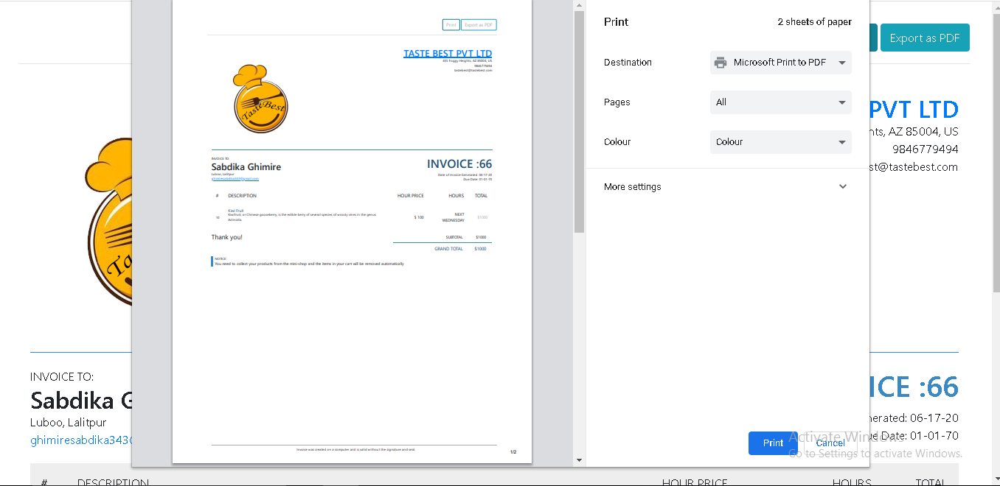 Print Export as PDF
TASTE BEST PVT LTD
355 Foggy Heights, AZ 85004, US
9846779494
tastebest@tastebest.com
TasteBest
INVOICE TO:
Sabdika Ghimire
Luboo, Lalitpur
ghimiresabdika343@gmail.com
INVOICE :66
Date of Invoice Generated: 06-17-20
Due Date: 01-01-70
# DESCRIPTION HOUR PRICE HOURS TOTAL
Kiwi Fruit
10 Kiwifruit, or Chinese gooseberry, is the edible berry of several species of woody vines in the genus $ 100 NEXT $1000
Actinidia. WEDNESDAY
Thank you! SUBTOTAL $1000
GRAND TOTAL $1000
NOTICE:
You need to collect your products from the mini-shop and the items in your cart will be removed automatically
Invoice was created on a computer and is valid without the signature and seal.
1/2
Print 2 sheets of paper
Destination Microsoft Print to PDF
Pages All
Colour Colour
More settings
Print Cancel
Export as PDF
PVT LTD
nts, AZ 85004, US
9846779494
st@tastebest.com
Tas
INVOICE TO:
Sabdika G
Luboo, Lalitpur
ghimiresabdika343
ICE :66
nerated: 06-17-20
ue Date: 01-01-70
# DESCRIPTION HOUR PRICE HOURS TOTAL
Activate Windows
Go to Settings to activate Windows.